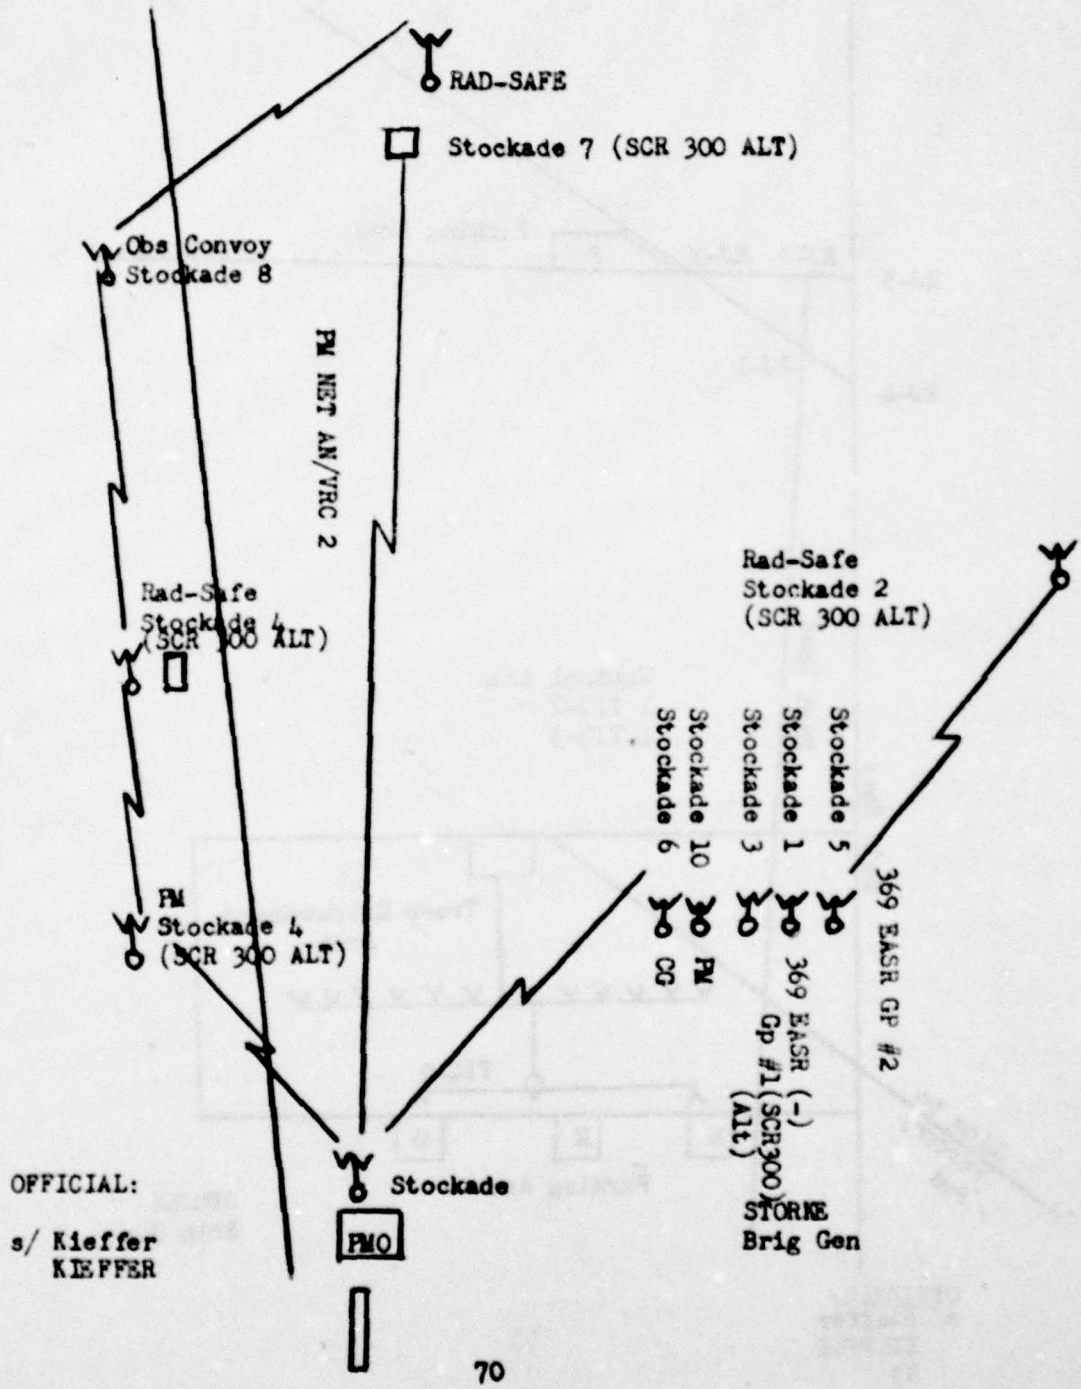 RAD-SAFE
Stockade 7 (SCR 300 ALT)
Obs Convoy
Stockade 8
PM NET AN/VRC 2
Rad-Safe
Stockade 4
(SCR 300 ALT)
Rad-Safe
Stockade 2
(SCR 300 ALT)
Stockade 6
Stockade 10
Stockade 3
Stockade 1
Stockade 5
PM
Stockade 4
(SCR 300 ALT)
CG
PM
369 EASR (-)
Gp #1(SCR300)
(Alt)
369 EASR GP #2
Stockade
PMO
OFFICIAL:
s/ Kieffer
KIEFFER
STORKE
Brig Gen
70